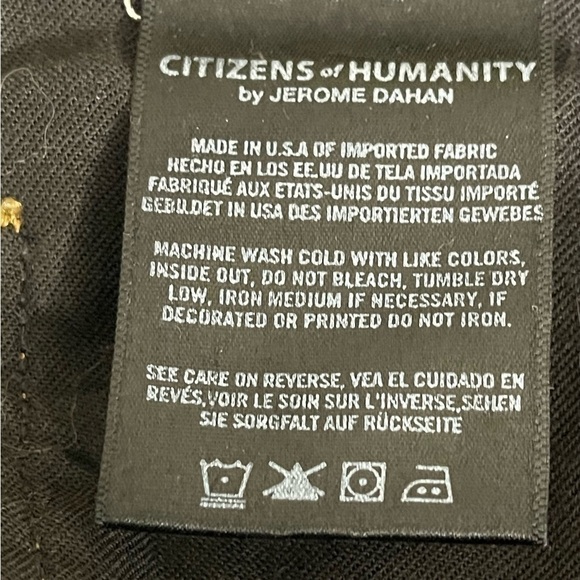 CITIZENS of HUMANITY
by JEROME DAHAN
MADE IN U.S.A OF IMPORTED FABRIC
HECHO EN LOS EE.UU DE TELA IMPORTADA
FABRIQUÉ AUX ETATS-UNIS DU TISSU IMPORTÉ
GEBILDET IN USA DES IMPORTIERTEN GEWEBES
MACHINE WASH COLD WITH LIKE COLORS,
INSIDE OUT, DO NOT BLEACH, TUMBLE DRY
LOW, IRON MEDIUM IF NECESSARY, IF
DECORATED OR PRINTED DO NOT IRON.
SEE CARE ON REVERSE, VEA EL CUIDADO EN
REVÉS,VOIR LE SOIN SUR L'INVERSE,SEHEN
SIE SORGFALT AUF RÜCKSEITE